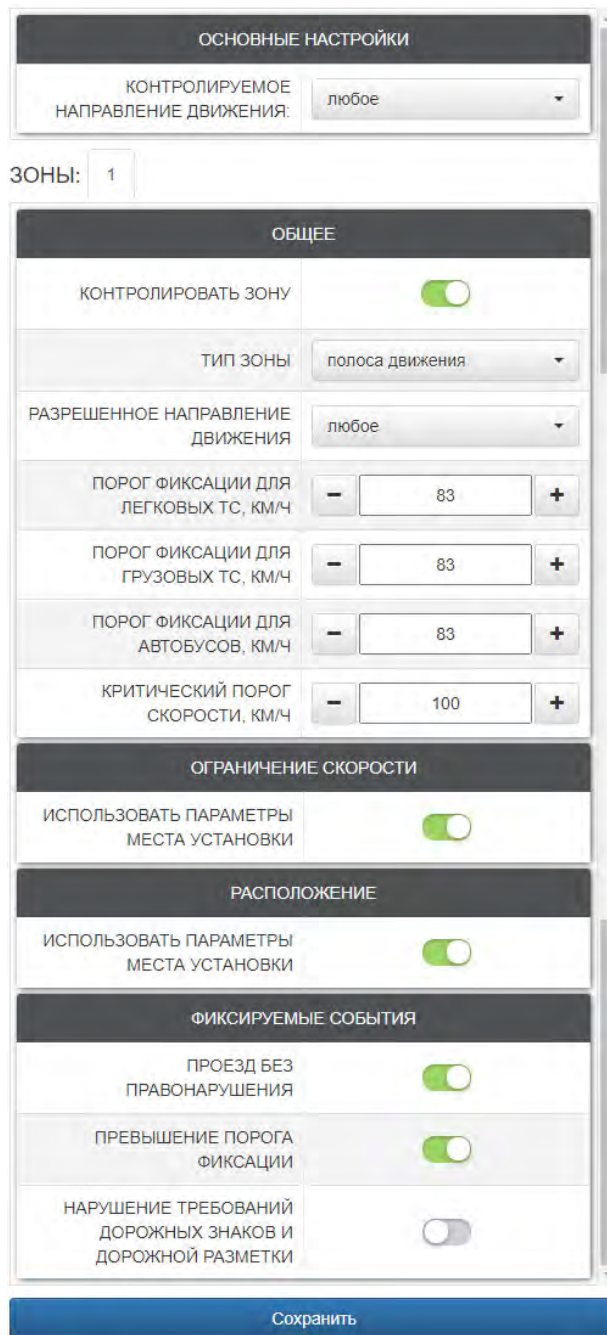 ОСНОВНЫЕ НАСТРОЙКИ
КОНТРОЛИРУЕМОЕ
НАПРАВЛЕНИЕ ДВИЖЕНИЯ:
любое
ЗОНЫ: 1
ОБЩЕЕ
КОНТРОЛИРОВАТЬ ЗОНУ
ТИП ЗОНЫ
полоса движения
РАЗРЕШЕННОЕ НАПРАВЛЕНИЕ
ДВИЖЕНИЯ
любое
ПОРОГ ФИКСАЦИИ ДЛЯ
ЛЕГКОВЫХ ТС, КМ/Ч
− 83 +
ПОРОГ ФИКСАЦИИ ДЛЯ
ГРУЗОВЫХ ТС, КМ/Ч
− 83 +
ПОРОГ ФИКСАЦИИ ДЛЯ
АВТОБУСОВ, КМ/Ч
− 83 +
КРИТИЧЕСКИЙ ПОРОГ
СКОРОСТИ, КМ/Ч
− 100 +
ОГРАНИЧЕНИЕ СКОРОСТИ
ИСПОЛЬЗОВАТЬ ПАРАМЕТРЫ
МЕСТА УСТАНОВКИ
РАСПОЛОЖЕНИЕ
ИСПОЛЬЗОВАТЬ ПАРАМЕТРЫ
МЕСТА УСТАНОВКИ
ФИКСИРУЕМЫЕ СОБЫТИЯ
ПРОЕЗД БЕЗ
ПРАВОНАРУШЕНИЯ
ПРЕВЫШЕНИЕ ПОРОГА
ФИКСАЦИИ
НАРУШЕНИЕ ТРЕБОВАНИЙ
ДОРОЖНЫХ ЗНАКОВ И
ДОРОЖНОЙ РАЗМЕТКИ
Сохранить